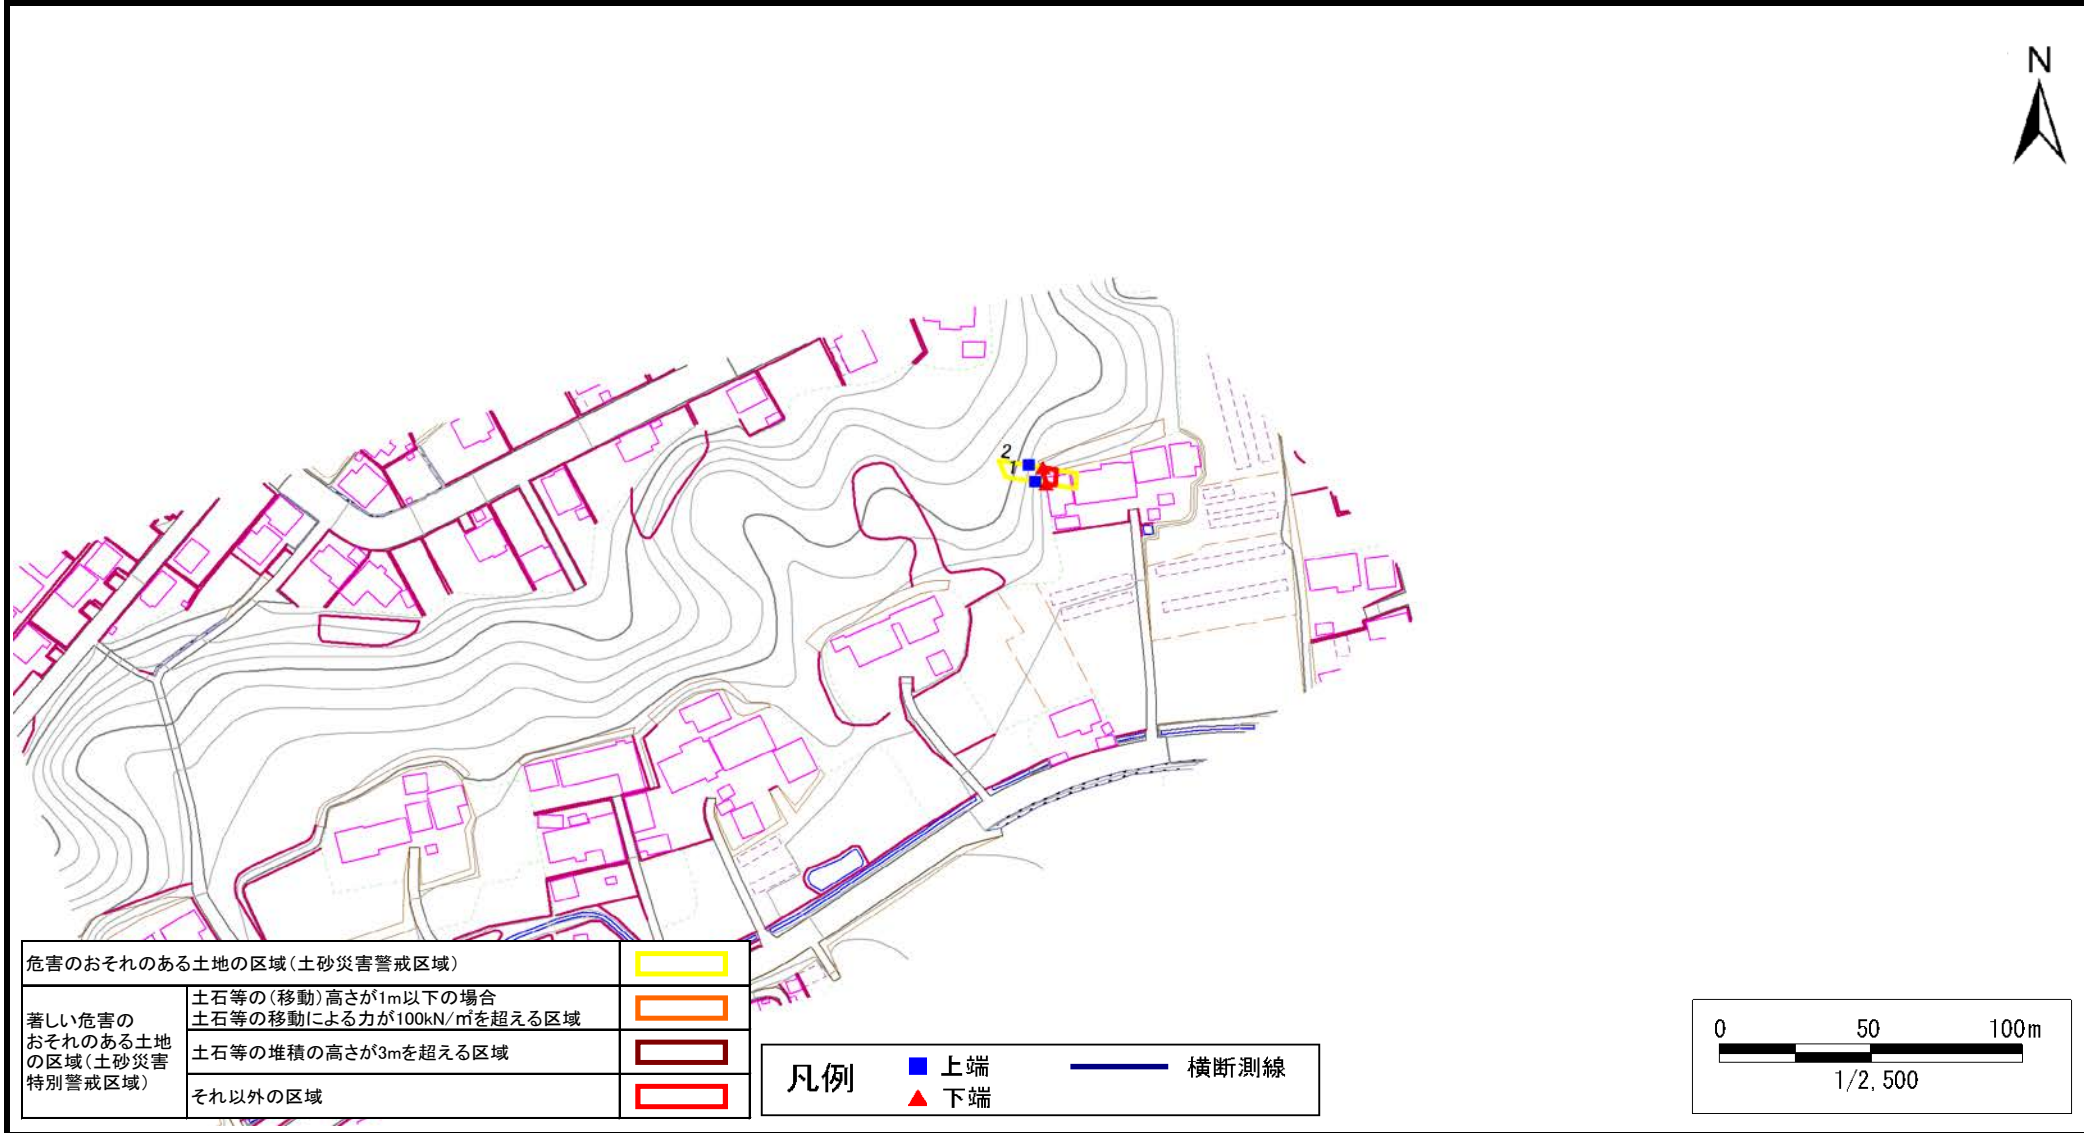 N
2
1
危害のおそれのある土地の区域(土砂災害警戒区域)
著しい危害の
おそれのある土地
の区域(土砂災害
特別警戒区域)
土石等の(移動)高さが1m以下の場合
土石等の移動による力が100kN/㎡を超える区域
土石等の堆積の高さが3mを超える区域
それ以外の区域
凡例
上端
下端
横断測線
0 50 100m
1/2,500